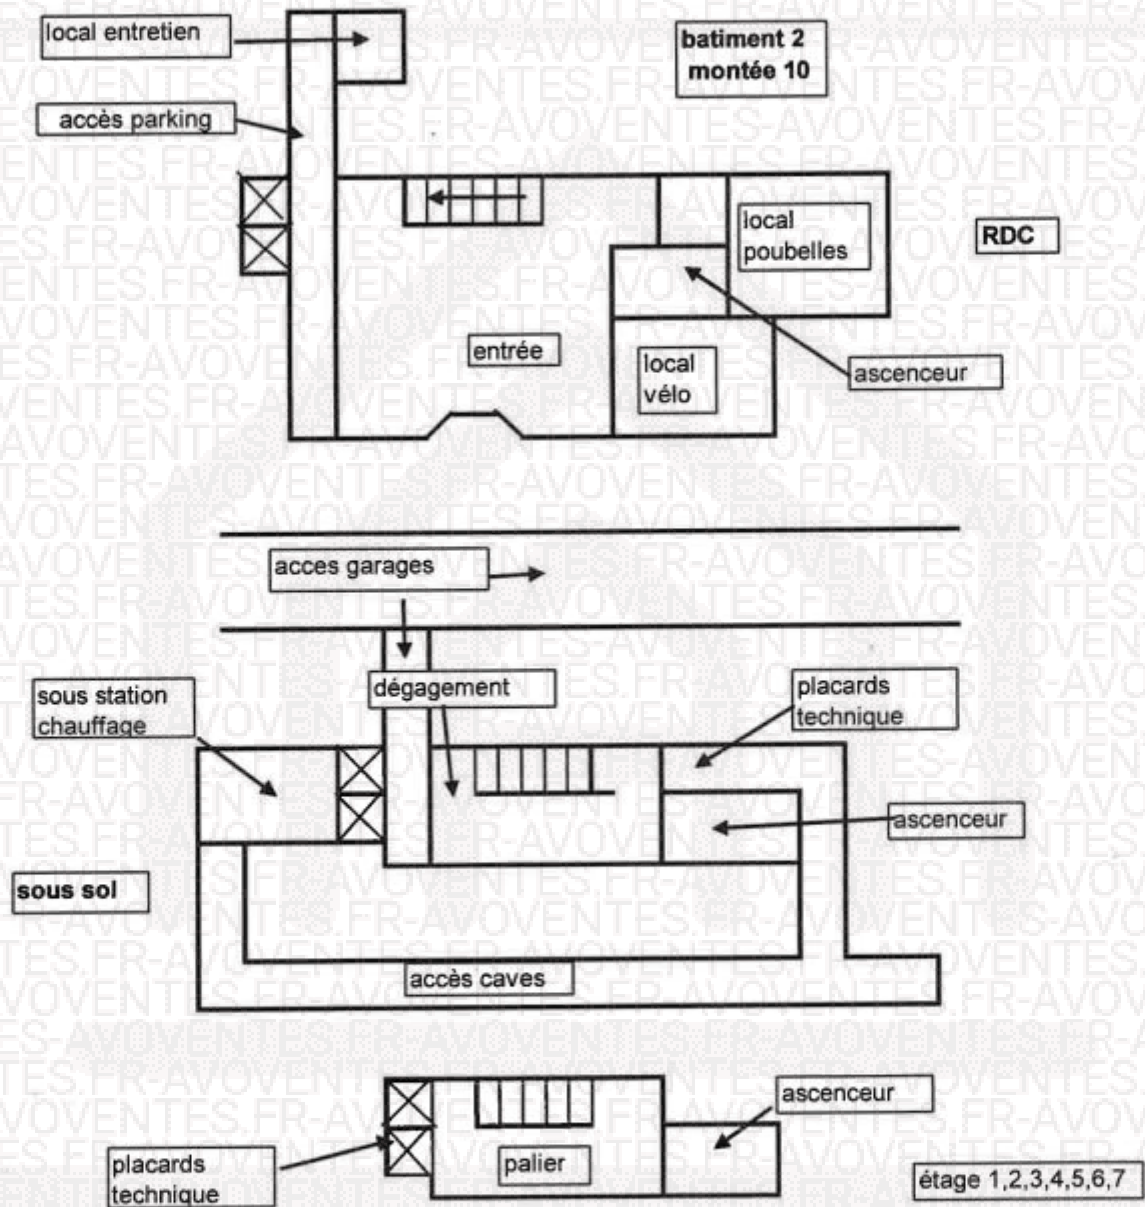 local entretien
batiment 2
montée 10
accès parking
local
poubelles
RDC
entrée
local
vélo
ascenceur
acces garages
sous station
chauffage
dégagement
placards
technique
ascenceur
sous sol
accès caves
ascenceur
placards
technique
palier
étage 1,2,3,4,5,6,7